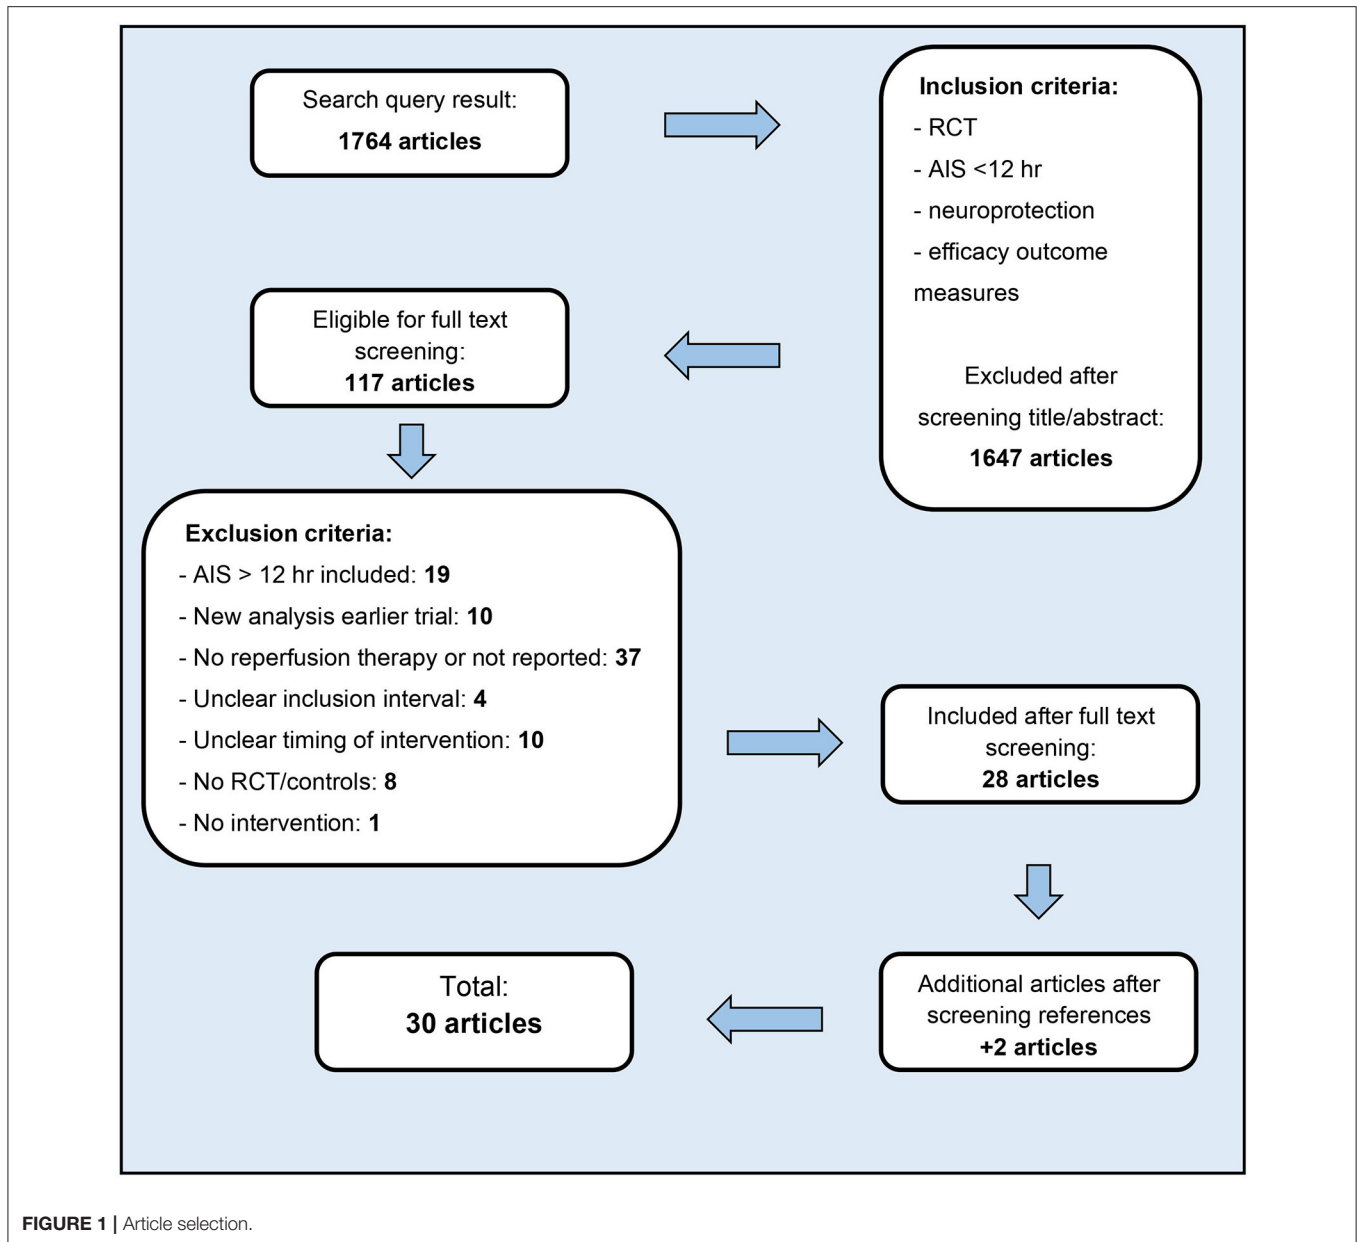 Search query result:
1764 articles
Inclusion criteria:
- RCT
- AIS <12 hr
- neuroprotection
- efficacy outcome
measures
Excluded after
screening title/abstract:
1647 articles
Eligible for full text
screening:
117 articles
Exclusion criteria:
- AIS > 12 hr included: 19
- New analysis earlier trial: 10
- No reperfusion therapy or not reported: 37
- Unclear inclusion interval: 4
- Unclear timing of intervention: 10
- No RCT/controls: 8
- No intervention: 1
Included after full text
screening:
28 articles
Additional articles after
screening references
+2 articles
Total:
30 articles
FIGURE 1 | Article selection.